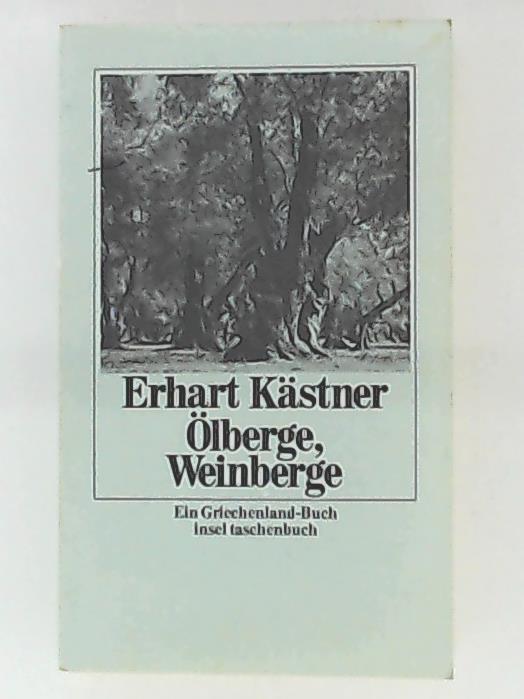 Erhart Kästner
Ölberge,
Weinberge
Ein Griechenland-Buch
insel taschenbuch